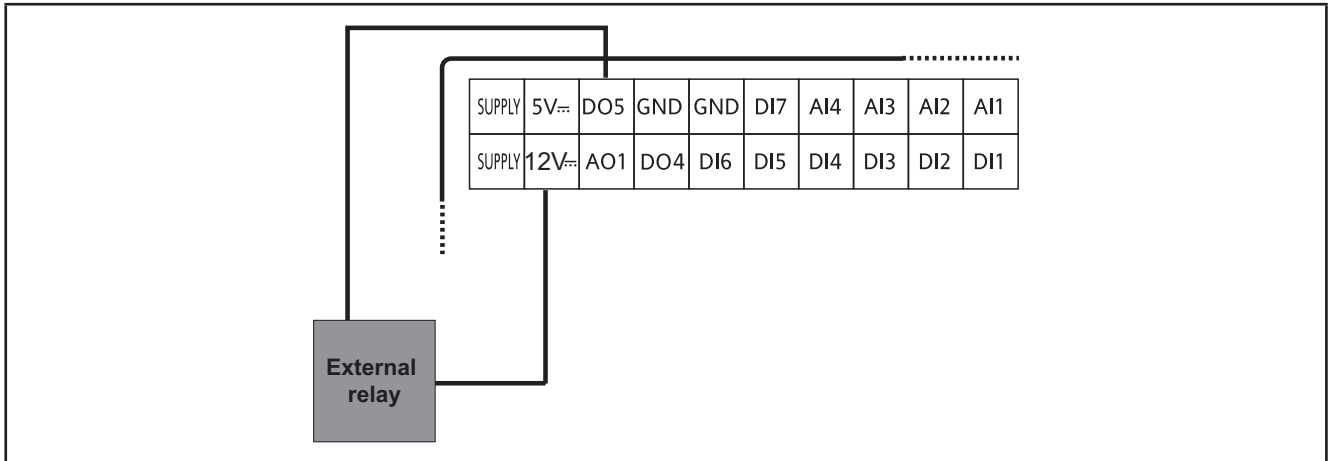 SUPPLY 5V⎓ DO5 GND GND DI7 AI4 AI3 AI2 AI1
SUPPLY 12V⎓ AO1 DO4 DI6 DI5 DI4 DI3 DI2 DI1
External
relay